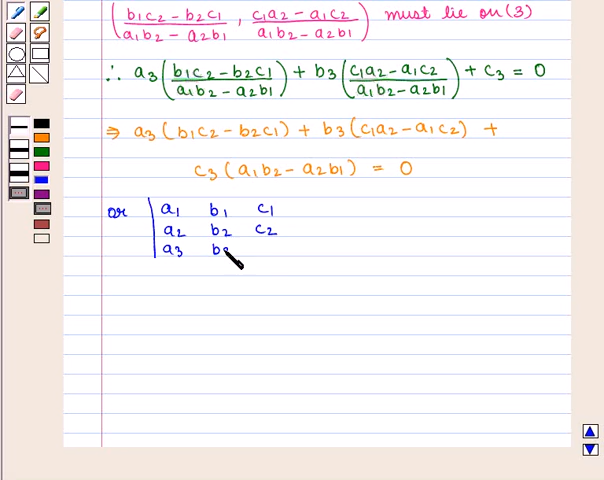 ( b₁c₂ − b₂c₁ / a₁b₂ − a₂b₁ , c₁a₂ − a₁c₂ / a₁b₂ − a₂b₁ ) must lie on (3)
∴ a₃ ( b₁c₂ − b₂c₁ / a₁b₂ − a₂b₁ ) + b₃ ( c₁a₂ − a₁c₂ / a₁b₂ − a₂b₁ ) + c₃ = 0
⇒ a₃ ( b₁c₂ − b₂c₁ ) + b₃ ( c₁a₂ − a₁c₂ ) +
c₃ ( a₁b₂ − a₂b₁ ) = 0
or | a₁ b₁ c₁
a₂ b₂ c₂
a₃ b₃